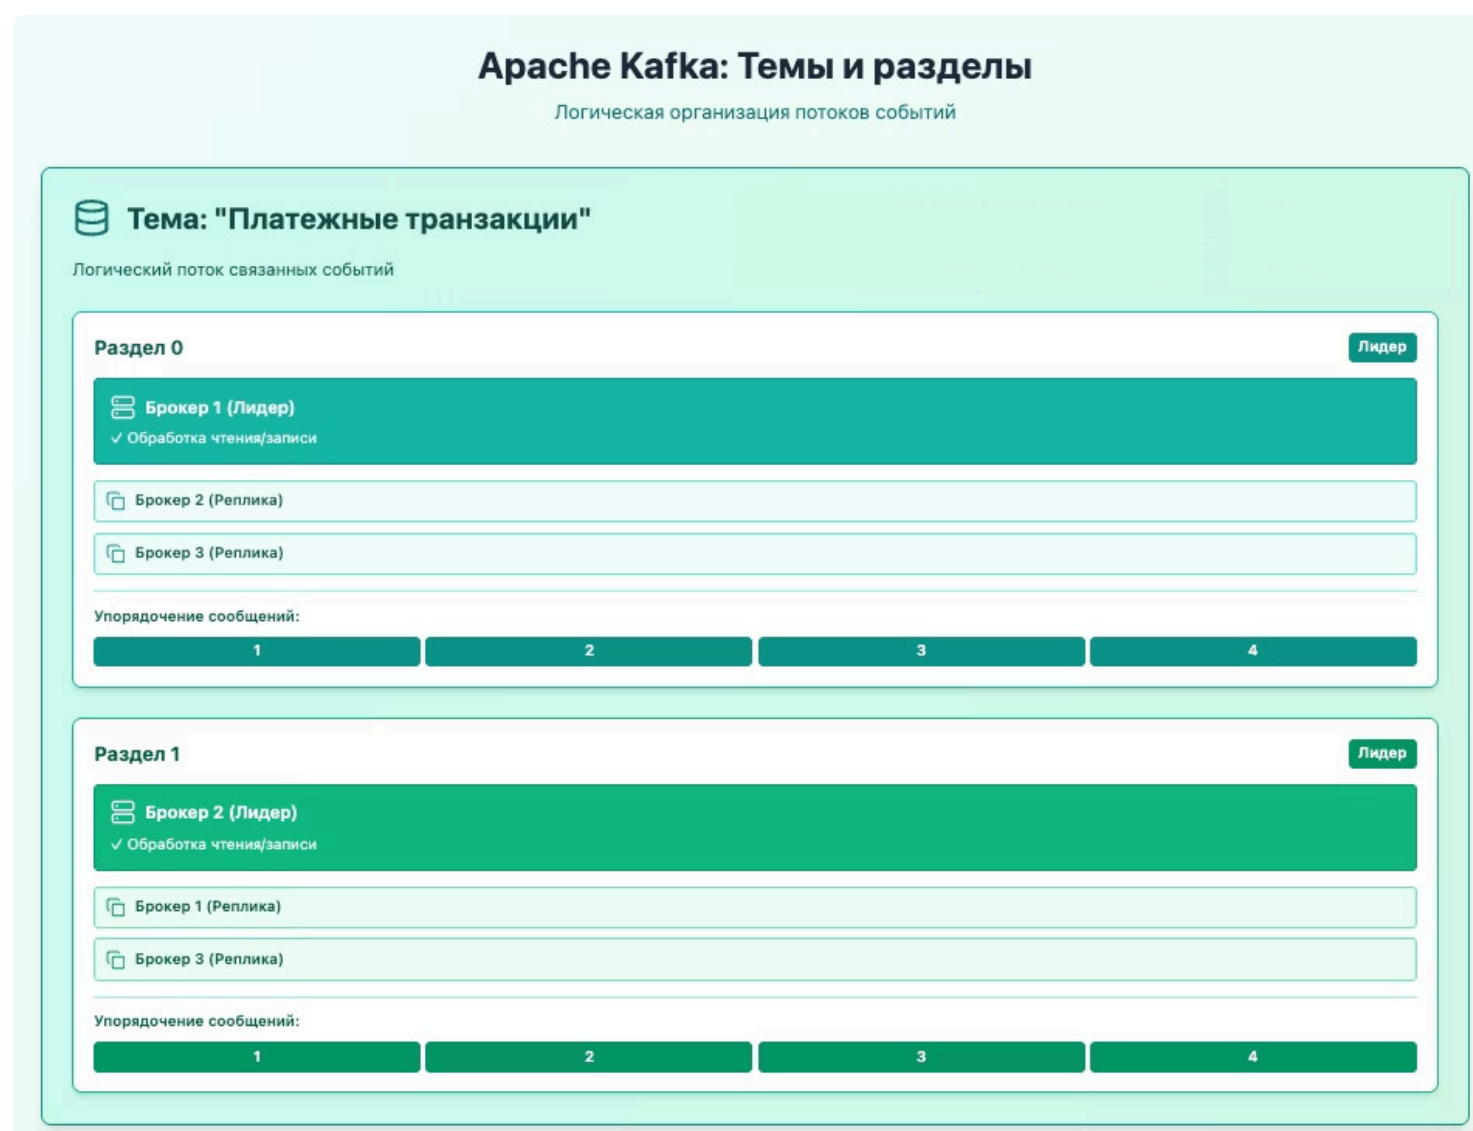 Apache Kafka: Темы и разделы
Логическая организация потоков событий
Тема: "Платежные транзакции"
Логический поток связанных событий
Раздел 0
Лидер
Брокер 1 (Лидер)
✓ Обработка чтения/записи
Брокер 2 (Реплика)
Брокер 3 (Реплика)
Упорядочение сообщений:
1 2 3 4
Раздел 1
Лидер
Брокер 2 (Лидер)
✓ Обработка чтения/записи
Брокер 1 (Реплика)
Брокер 3 (Реплика)
Упорядочение сообщений:
1 2 3 4